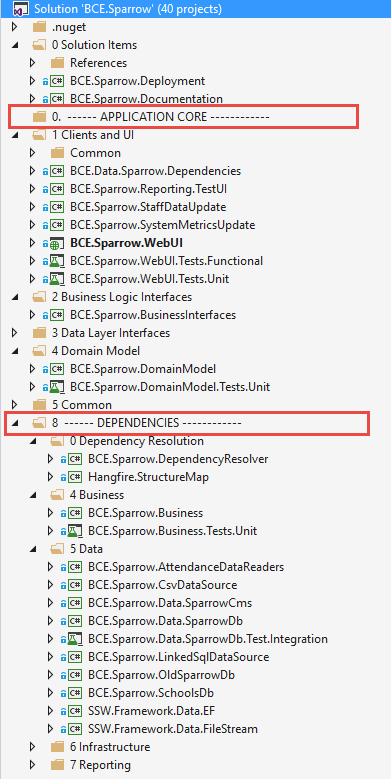 Solution 'BCE.Sparrow' (40 projects)
.nuget
0 Solution Items
References
BCE.Sparrow.Deployment
BCE.Sparrow.Documentation
0. ------ APPLICATION CORE -------------
1 Clients and UI
Common
BCE.Data.Sparrow.Dependencies
BCE.Sparrow.Reporting.TestUI
BCE.Sparrow.StaffDataUpdate
BCE.Sparrow.SystemMetricsUpdate
BCE.Sparrow.WebUI
BCE.Sparrow.WebUI.Tests.Functional
BCE.Sparrow.WebUI.Tests.Unit
2 Business Logic Interfaces
BCE.Sparrow.BusinessInterfaces
3 Data Layer Interfaces
4 Domain Model
BCE.Sparrow.DomainModel
BCE.Sparrow.DomainModel.Tests.Unit
5 Common
8 ------ DEPENDENCIES ------------
0 Dependency Resolution
BCE.Sparrow.DependencyResolver
Hangfire.StructureMap
4 Business
BCE.Sparrow.Business
BCE.Sparrow.Business.Tests.Unit
5 Data
BCE.Sparrow.AttendanceDataReaders
BCE.Sparrow.CsvDataSource
BCE.Sparrow.Data.SparrowCms
BCE.Sparrow.Data.SparrowDb
BCE.Sparrow.Data.SparrowDb.Test.Integration
BCE.Sparrow.LinkedSqlDataSource
BCE.Sparrow.OldSparrowDb
BCE.Sparrow.SchoolsDb
SSW.Framework.Data.EF
SSW.Framework.Data.FileStream
6 Infrastructure
7 Reporting